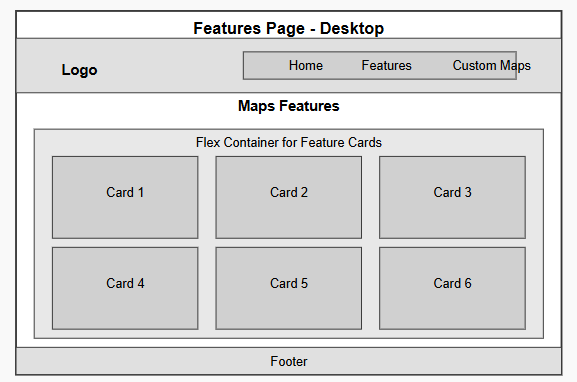 Features Page - Desktop
Logo
Home Features Custom Maps
Maps Features
Flex Container for Feature Cards
Card 1 Card 2 Card 3
Card 4 Card 5 Card 6
Footer